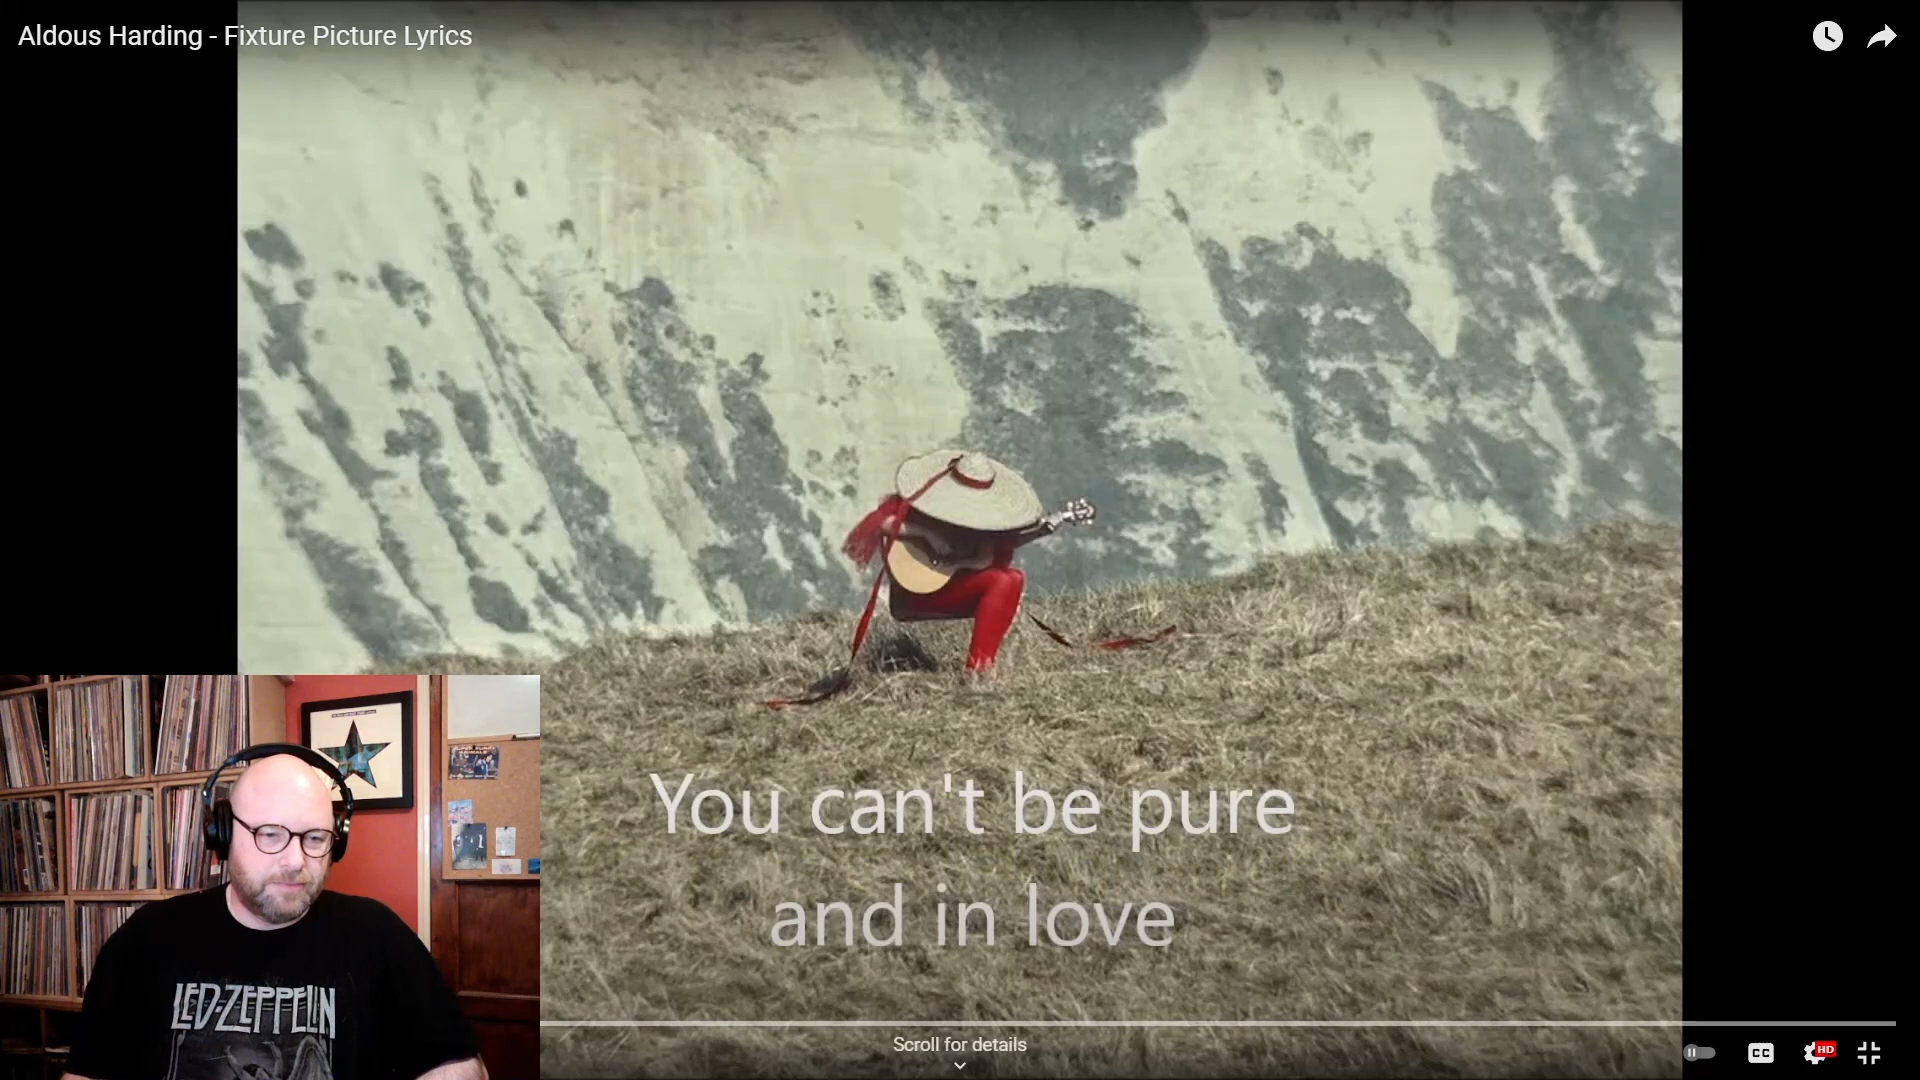 Aldous Harding - Fixture Picture Lyrics
You can't be pure
and in love
LED-ZEPPELIN
Scroll for details
CC
HD